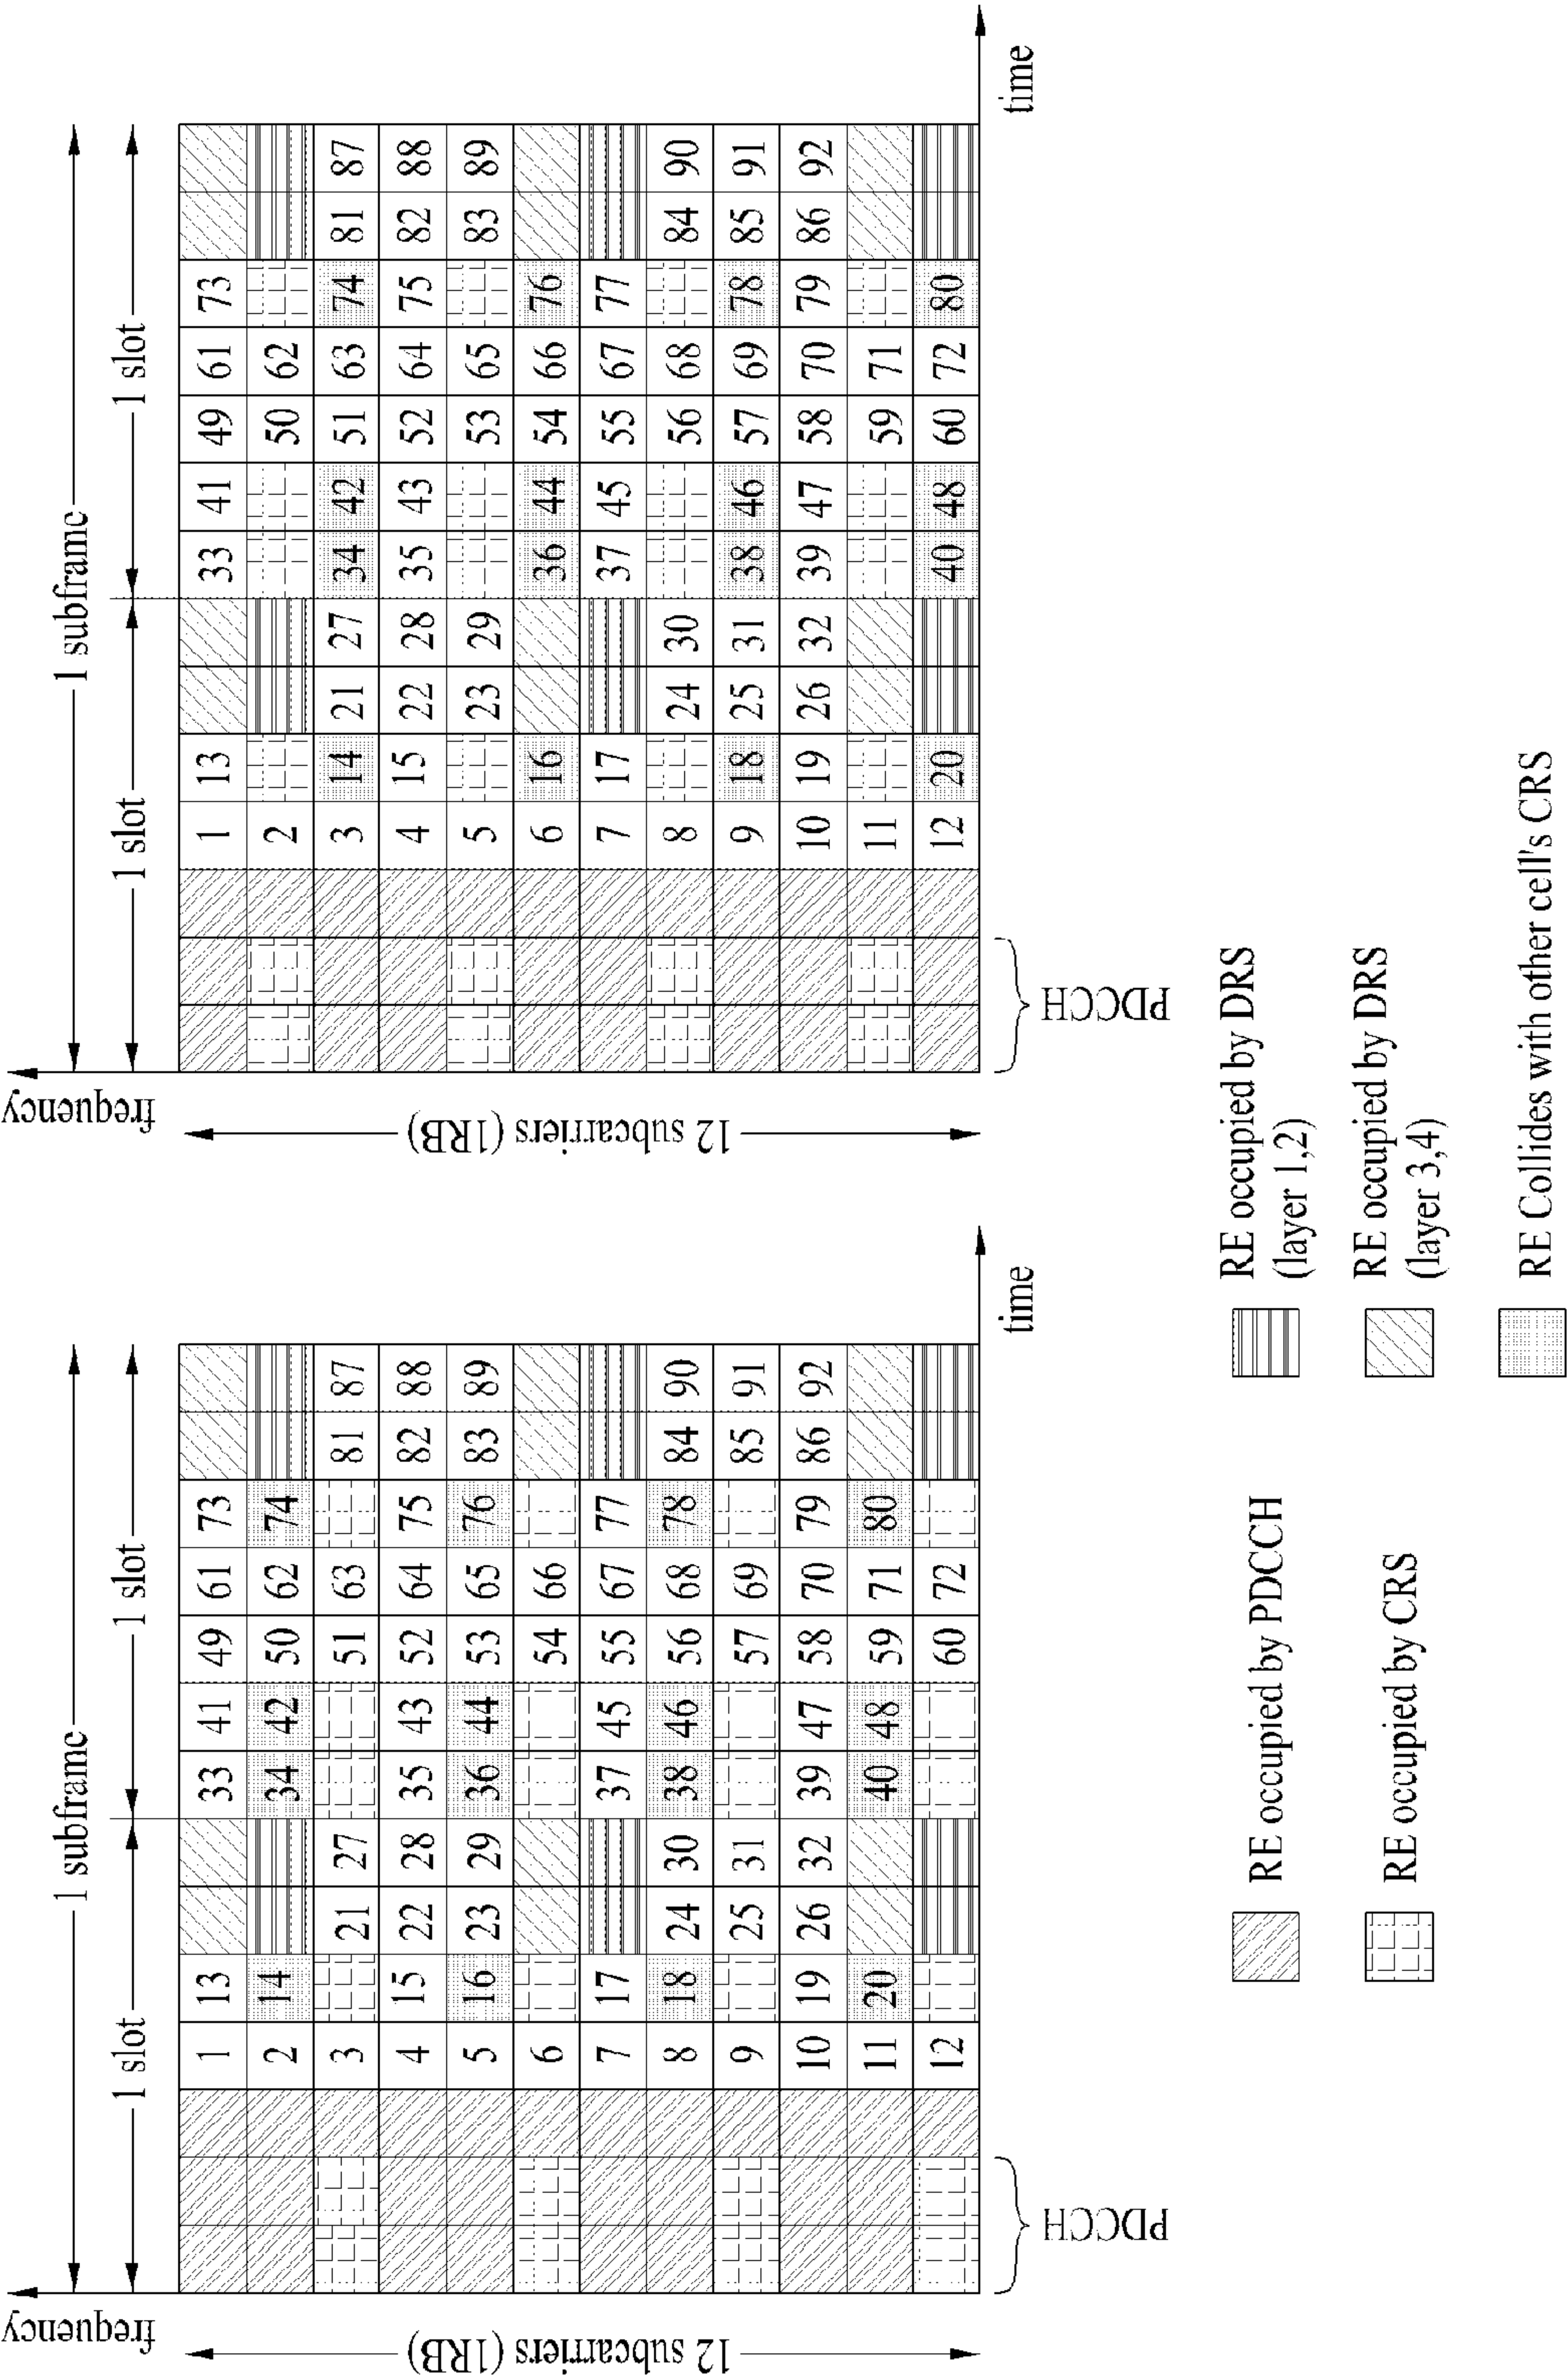 frequency
1 subframe
1 slot 1 slot
12 subcarriers (1RB)
1 13 33 41 49 61 73
2 14 34 42 50 62 74
3 21 27 51 63 81 87
4 15 22 28 35 43 52 64 75 82 88
5 16 23 29 36 44 53 65 76 83 89
6 54 66
7 17 37 45 55 67 77
8 18 24 30 38 46 56 68 78 84 90
9 25 31 57 69 85 91
10 19 26 32 39 47 58 70 79 86 92
11 20 40 48 59 71 80
12 60 72
time
PDCCH
frequency
1 subframe
1 slot 1 slot
12 subcarriers (1RB)
1 13 33 41 49 61 73
2 50 62
3 14 21 27 34 42 51 63 74 81 87
4 15 22 28 35 43 52 64 75 82 88
5 23 29 53 65 83 89
6 16 36 44 54 66 76
7 17 37 45 55 67 77
8 24 30 56 68 84 90
9 18 25 31 38 46 57 69 78 85 91
10 19 26 32 39 47 58 70 79 86 92
11 59 71
12 20 40 48 60 72 80
time
PDCCH
RE occupied by PDCCH
RE occupied by CRS
RE occupied by DRS
(layer 1,2)
RE occupied by DRS
(layer 3,4)
RE Collides with other cell's CRS